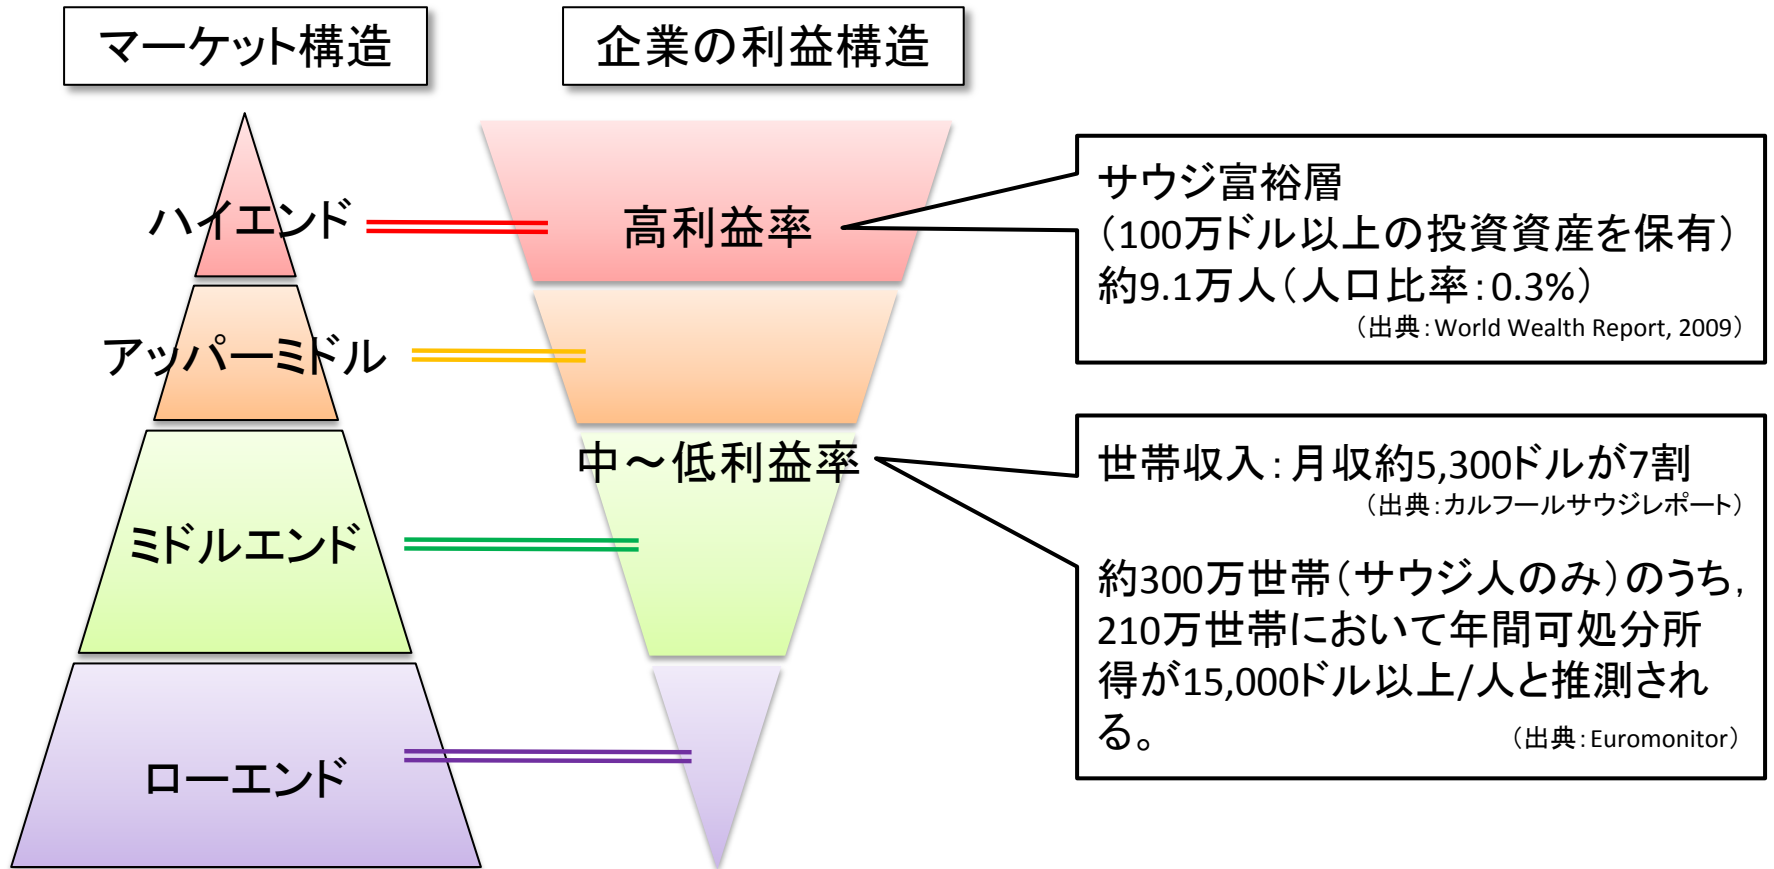 マーケット構造
企業の利益構造
ハイエンド
高利益率
アッパーミドル
中～低利益率
ミドルエンド
ローエンド
サウジ富裕層
（100万ドル以上の投資資産を保有）
約9.1万人（人口比率：0.3%）
（出典：World Wealth Report, 2009）
世帯収入：月収約5,300ドルが7割
（出典：カルフールサウジレポート）
約300万世帯（サウジ人のみ）のうち，
210万世帯において年間可処分所
得が15,000ドル以上/人と推測され
る。
（出典：Euromonitor）